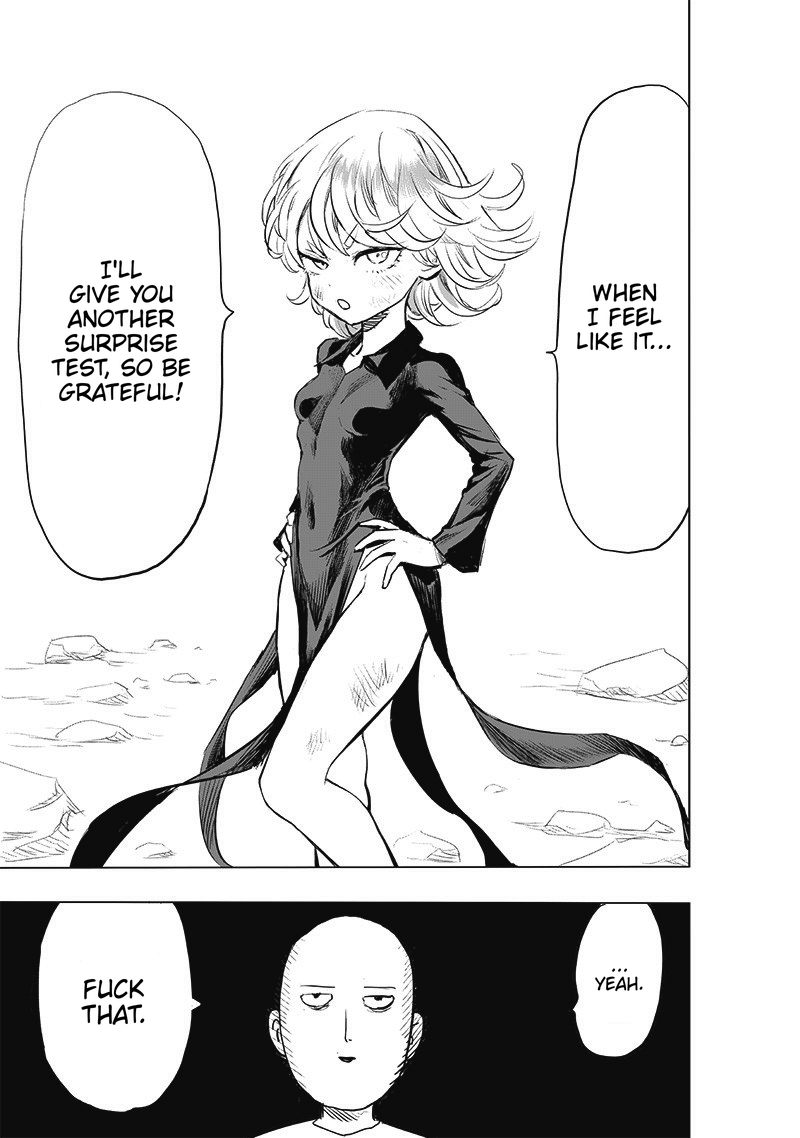 WHEN
I FEEL
LIKE IT...
I'LL
GIVE YOU
ANOTHER
SURPRISE
TEST, SO BE
GRATEFUL!
...
YEAH.
FUCK
THAT.